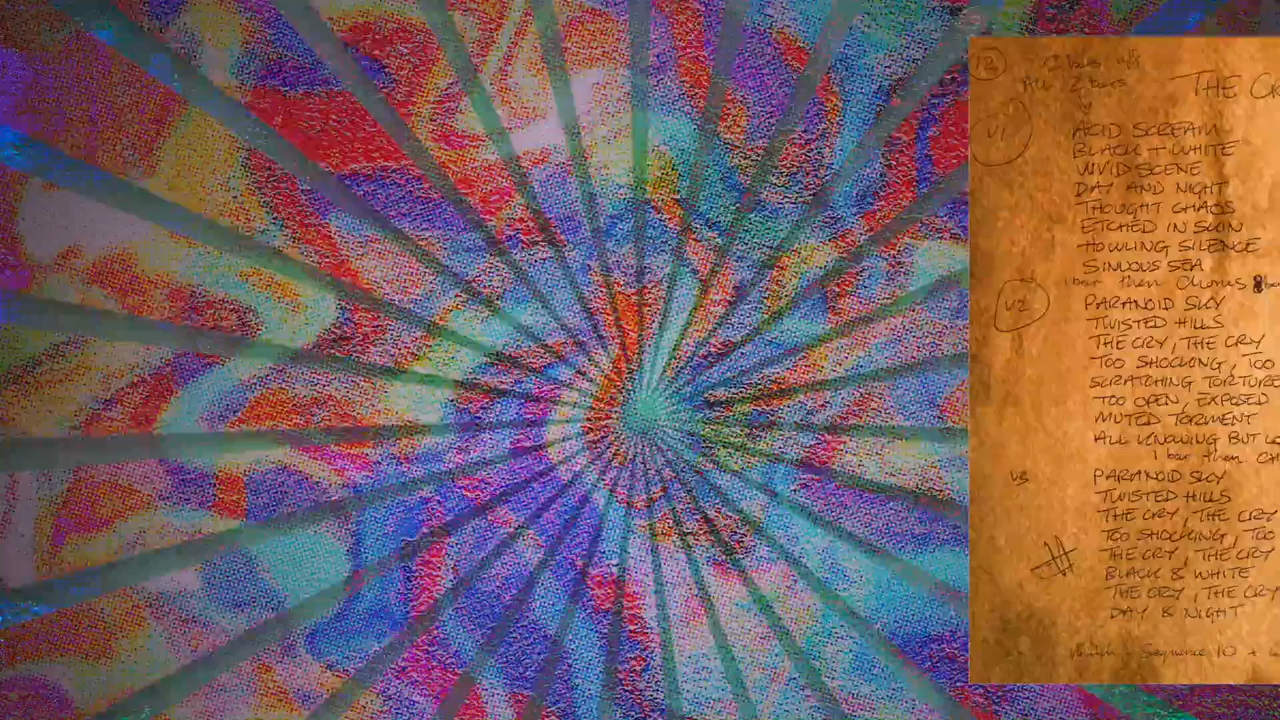 12
ALL 2 bars
THE
V1
ACID SCREAM
BLACK + WHITE
VIVID SCENE
DAY AND NIGHT
THOUGHT CHAOS
ETCHED IN SKIN
HOWLING SILENCE
SINUOUS SEA
1 bar then Chorus
V2
PARANOID SKY
TWISTED HILLS
THE CRY, THE CRY
TOO SHOCKING, TOO
SCRATCHING TORTURE
TOO OPEN, EXPOSED
MUTED TORMENT
ALL KNOWING BUT
1 bar then
V3
PARANOID SKY
TWISTED HILLS
THE CRY, THE CRY
TOO SHOCKING, TOO
THE CRY, THE CRY
BLACK & WHITE
THE CRY, THE CRY
DAY & NIGHT
Sequence 10 +